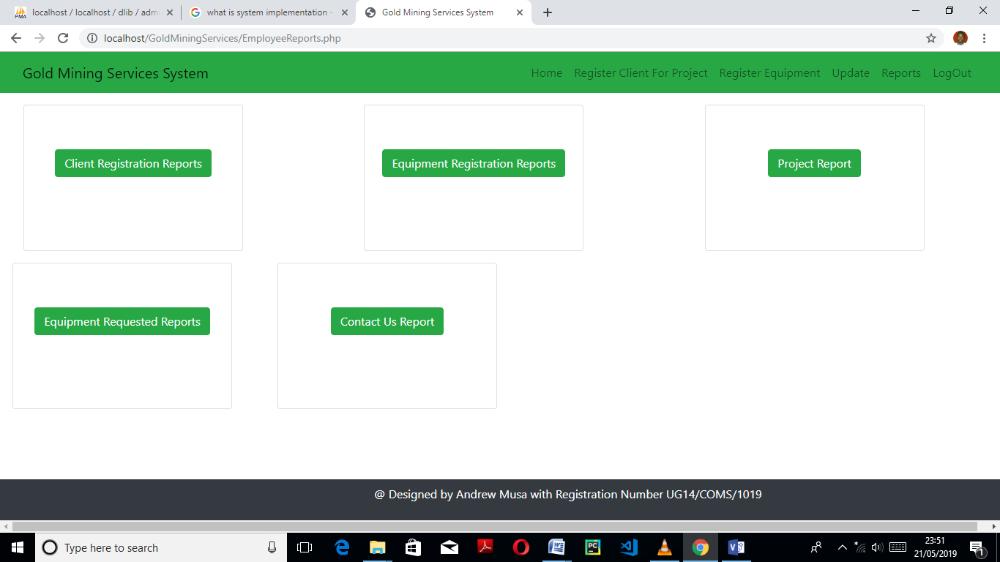 localhost / localhost / dlib / adm
what is system implementation -
Gold Mining Services System
localhost/GoldMiningServices/EmployeeReports.php
Gold Mining Services System
Home Register Client For Project Register Equipment Update Reports LogOut
Client Registration Reports
Equipment Registration Reports
Project Report
Equipment Requested Reports
Contact Us Report
@ Designed by Andrew Musa with Registration Number UG14/COMS/1019
Type here to search
23:51
21/05/2019
1